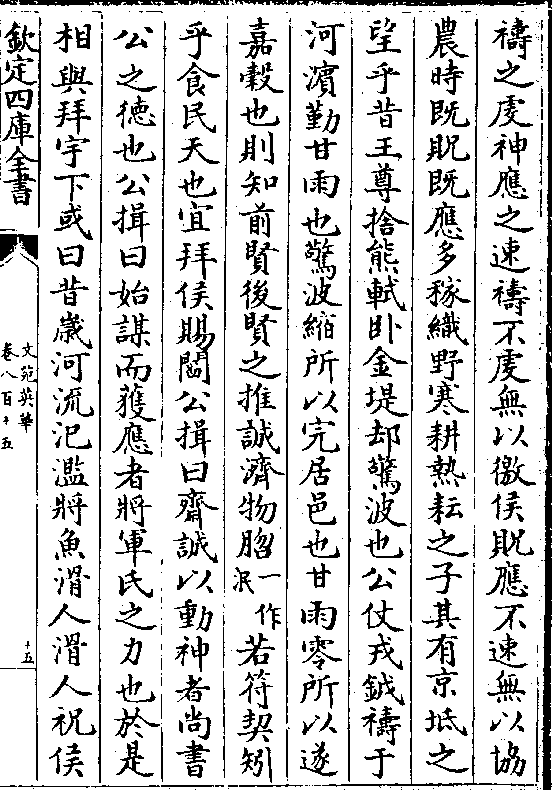 禱之虔神應之速禱不虔無以徼侯貺應不速無以協
農時既貺既應多稼織野寒耕熱耘之子其有京坻之
望乎昔王尊捨熊軾卧金堤却驚波也公仗戎鉞禱于
河濱勤甘雨也驚波縮所以完居邑也甘雨零所以遂
嘉穀也則知前賢後賢之推誠濟物𦚾一作泯若符契矧
乎食民天也宜拜侯賜閽公揖曰齋誠以動神者尚書
公之德也公揖曰始謀而獲應者將軍氏之力也於是
相與拜宇下或曰昔歲河流汜濫將魚滑人滑人祝侯
欽定四庫全書
文苑英華
卷八百十五
十五